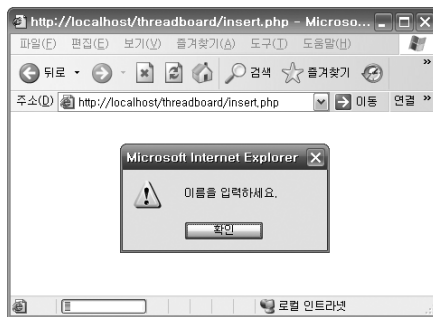 http://localhost/threadboard/insert.php - Microso...
파일(F) 편집(E) 보기(V) 즐겨찾기(A) 도구(T) 도움말(H)
뒤로 검색 즐겨찾기 »
주소(D) http://localhost/threadboard/insert.php 이동 연결 »
Microsoft Internet Explorer
이름을 입력하세요.
확인
로컬 인트라넷